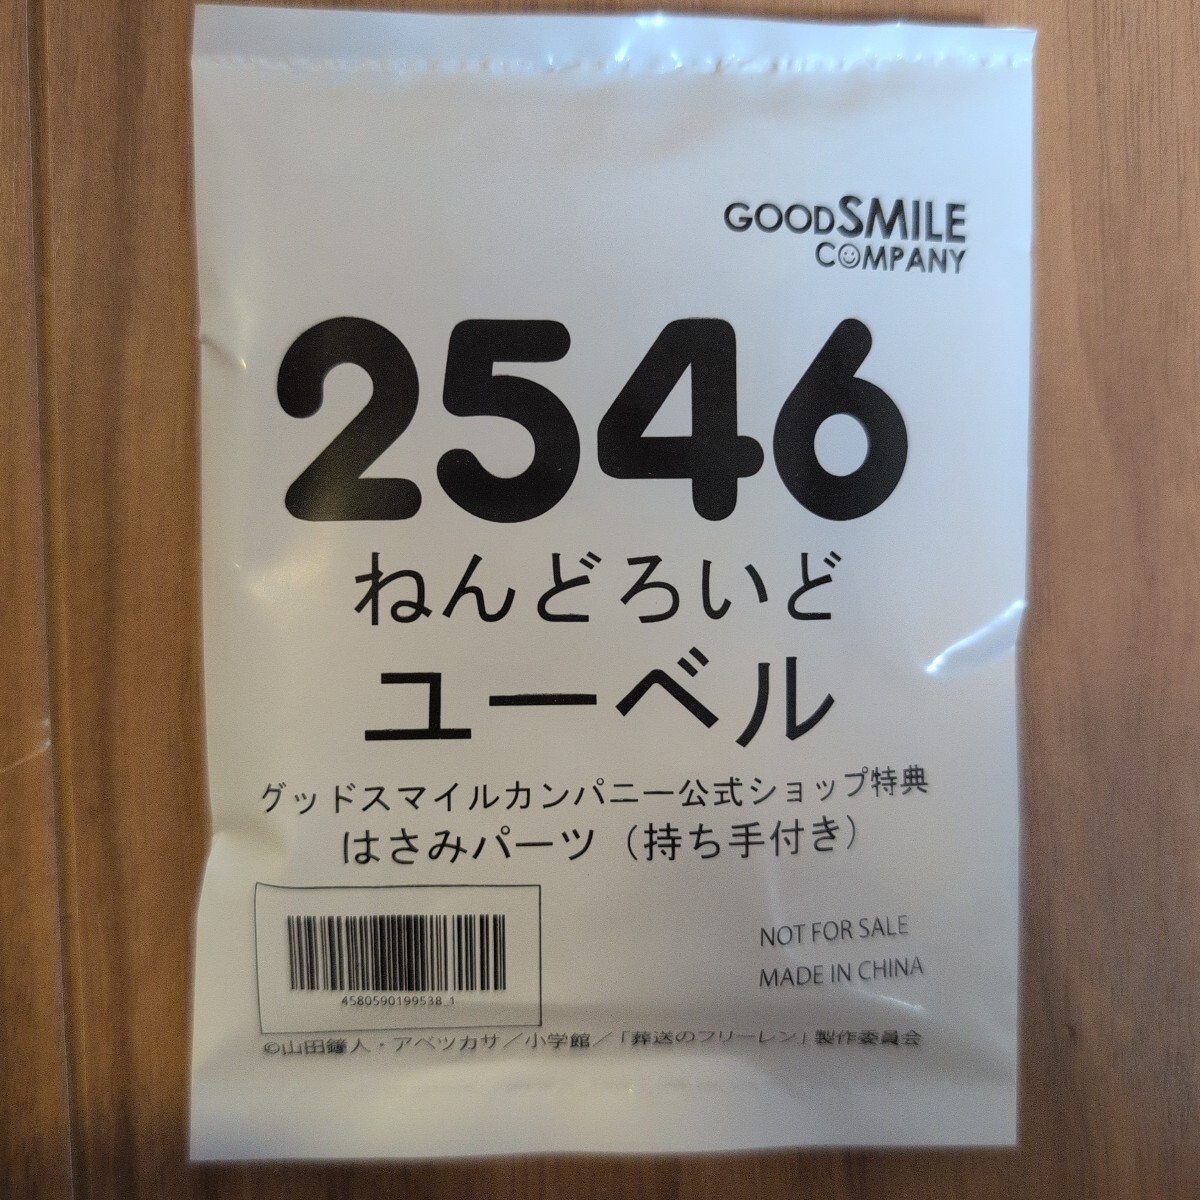 GOODSMILE
COMPANY
2546
ねんどろいど
ユーベル
グッドスマイルカンパニー公式ショップ特典
はさみパーツ（持ち手付き）
NOT FOR SALE
MADE IN CHINA
4580590199538_1
©山田鐘人・アベツカサ／小学館／「葬送のフリーレン」製作委員会